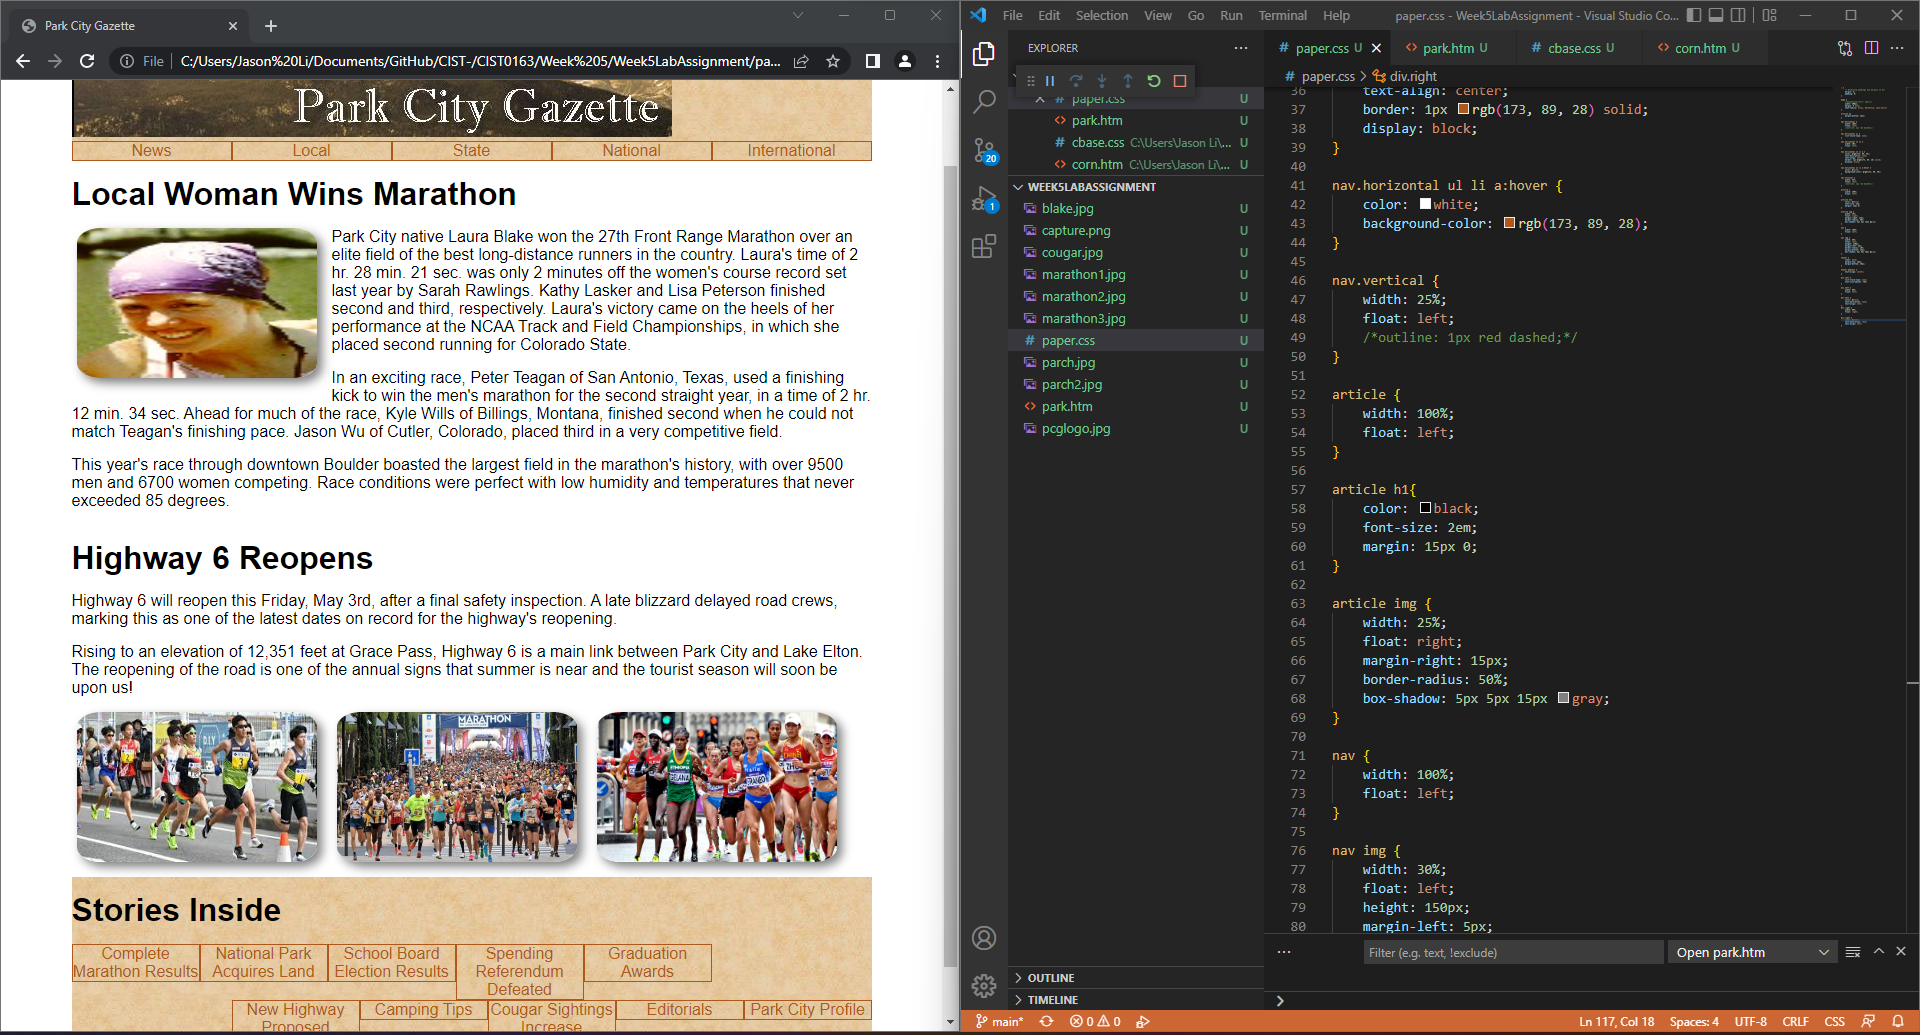 Park City Gazette
File
C:/Users/Jason%20Li/Documents/GitHub/CIST-/CIST0163/Week%205/Week5LabAssignment/pa...
Park City Gazette
News Local State National International
Local Woman Wins Marathon
Park City native Laura Blake won the 27th Front Range Marathon over an
elite field of the best long-distance runners in the country. Laura's time of 2
hr. 28 min. 21 sec. was only 2 minutes off the women's course record set
last year by Sarah Rawlings. Kathy Lasker and Lisa Peterson finished
second and third, respectively. Laura's victory came on the heels of her
performance at the NCAA Track and Field Championships, in which she
placed second running for Colorado State.
In an exciting race, Peter Teagan of San Antonio, Texas, used a finishing
kick to win the men's marathon for the second straight year, in a time of 2 hr.
12 min. 34 sec. Ahead for much of the race, Kyle Wills of Billings, Montana, finished second when he could not
match Teagan's finishing pace. Jason Wu of Cutler, Colorado, placed third in a very competitive field.
This year's race through downtown Boulder boasted the largest field in the marathon's history, with over 9500
men and 6700 women competing. Race conditions were perfect with low humidity and temperatures that never
exceeded 85 degrees.
Highway 6 Reopens
Highway 6 will reopen this Friday, May 3rd, after a final safety inspection. A late blizzard delayed road crews,
marking this as one of the latest dates on record for the highway's reopening.
Rising to an elevation of 12,351 feet at Grace Pass, Highway 6 is a main link between Park City and Lake Elton.
The reopening of the road is one of the annual signs that summer is near and the tourist season will soon be
upon us!
MARATHON
Stories Inside
Complete National Park School Board Spending Graduation
Marathon Results Acquires Land Election Results Referendum Awards
Defeated
New Highway Camping Tips Cougar Sightings Editorials Park City Profile
Proposed Increase
File Edit Selection View Go Run Terminal Help
paper.css - Week5LabAssignment - Visual Studio Co...
EXPLORER
paper.css U
park.htm U
cbase.css C:\Users\Jason Li\... U
corn.htm C:\Users\Jason Li\... U
20
1
WEEK5LABASSIGNMENT
blake.jpg U
capture.png U
cougar.jpg U
marathon1.jpg U
marathon2.jpg U
marathon3.jpg U
paper.css U
parch.jpg U
parch2.jpg U
park.htm U
pcglogo.jpg U
OUTLINE
TIMELINE
paper.css U park.htm U cbase.css U corn.htm U
paper.css > div.right
36 text-align: center;
37 border: 1px rgb(173, 89, 28) solid;
38 display: block;
39 }
40
41 nav.horizontal ul li a:hover {
42 color: white;
43 background-color: rgb(173, 89, 28);
44 }
45
46 nav.vertical {
47 width: 25%;
48 float: left;
49 /*outline: 1px red dashed;*/
50 }
51
52 article {
53 width: 100%;
54 float: left;
55 }
56
57 article h1{
58 color: black;
59 font-size: 2em;
60 margin: 15px 0;
61 }
62
63 article img {
64 width: 25%;
65 float: right;
66 margin-right: 15px;
67 border-radius: 50%;
68 box-shadow: 5px 5px 15px gray;
69 }
70
71 nav {
72 width: 100%;
73 float: left;
74 }
75
76 nav img {
77 width: 30%;
78 float: left;
79 height: 150px;
80 margin-left: 5px;
Filter (e.g. text, !exclude)
Open park.htm
main* 0 0
Ln 117, Col 18 Spaces: 4 UTF-8 CRLF CSS